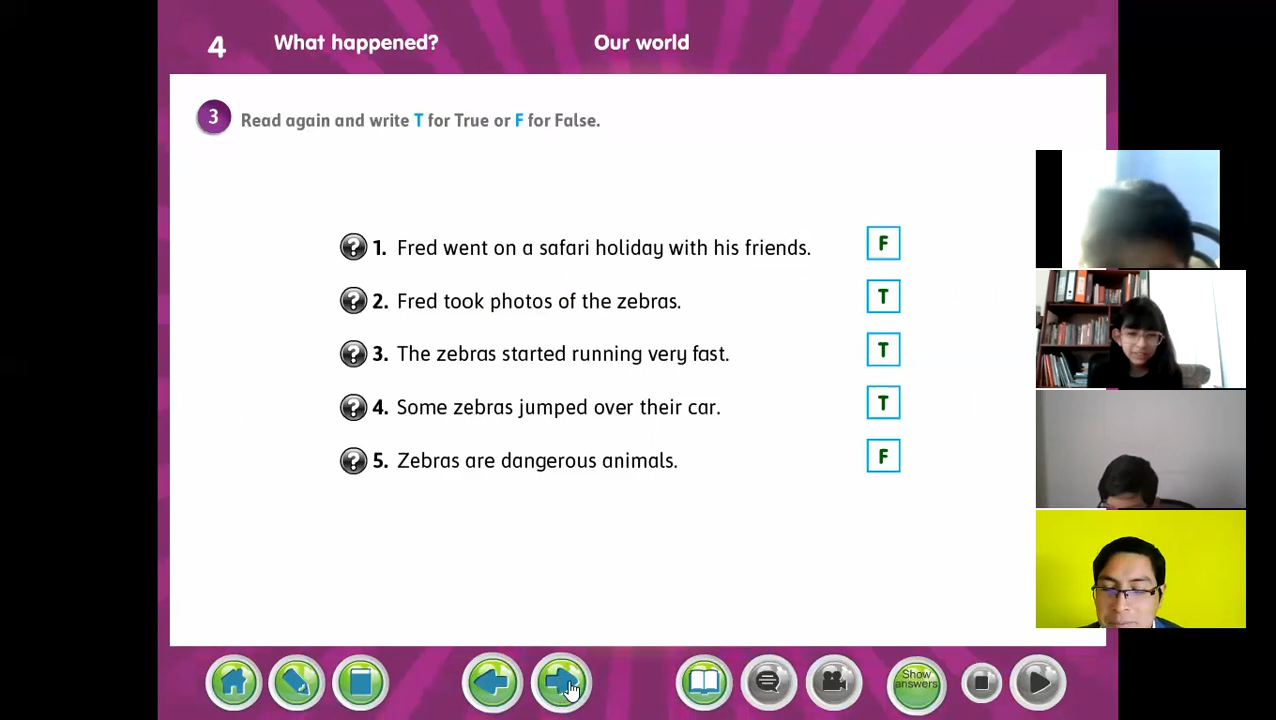 4 What happened? Our world
3 Read again and write T for True or F for False.
1. Fred went on a safari holiday with his friends. F
2. Fred took photos of the zebras. T
3. The zebras started running very fast. T
4. Some zebras jumped over their car. T
5. Zebras are dangerous animals. F
Show
answers